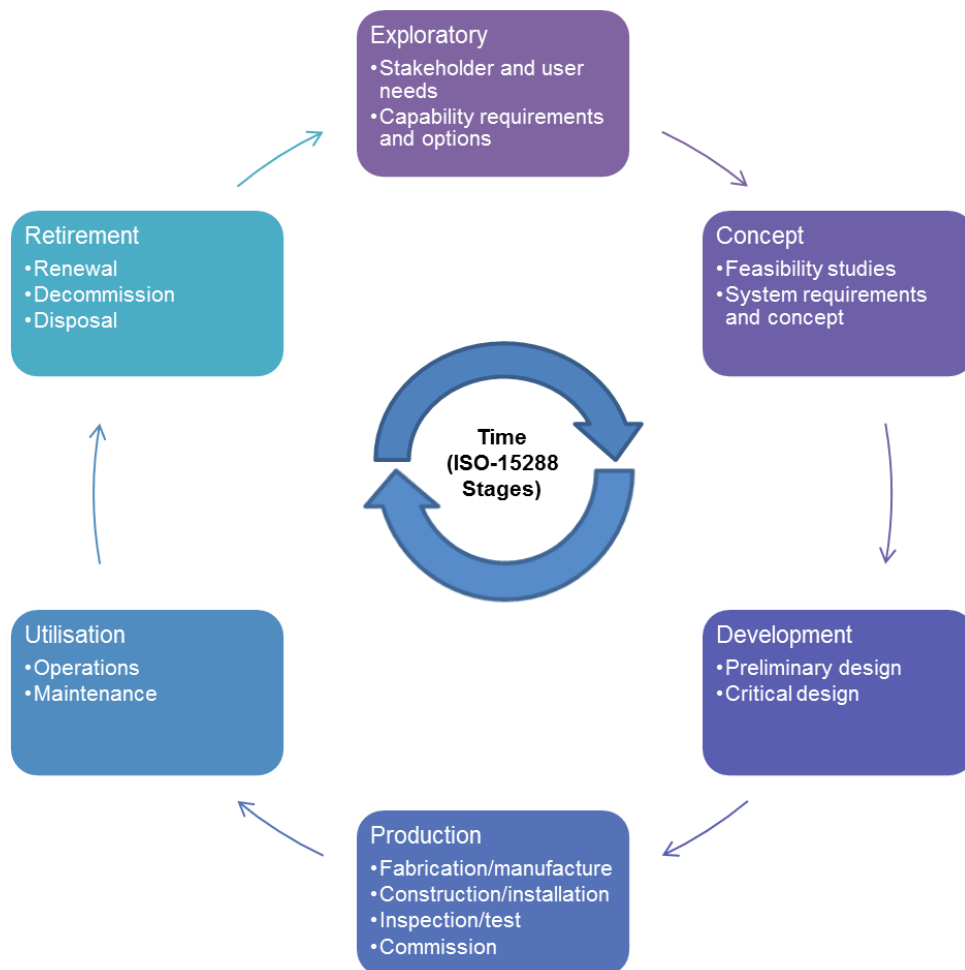 Exploratory
•Stakeholder and user
needs
•Capability requirements
and options
Concept
•Feasibility studies
•System requirements
and concept
Development
•Preliminary design
•Critical design
Production
•Fabrication/manufacture
•Construction/installation
•Inspection/test
•Commission
Utilisation
•Operations
•Maintenance
Retirement
•Renewal
•Decommission
•Disposal
Time
(ISO-15288
Stages)